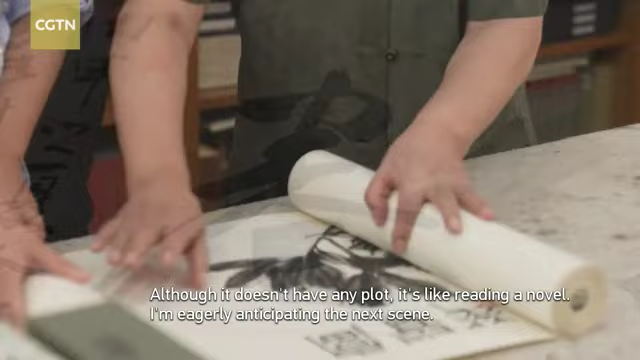 CGTN
Although it doesn't have any plot, it's like reading a novel.
I'm eagerly anticipating the next scene.